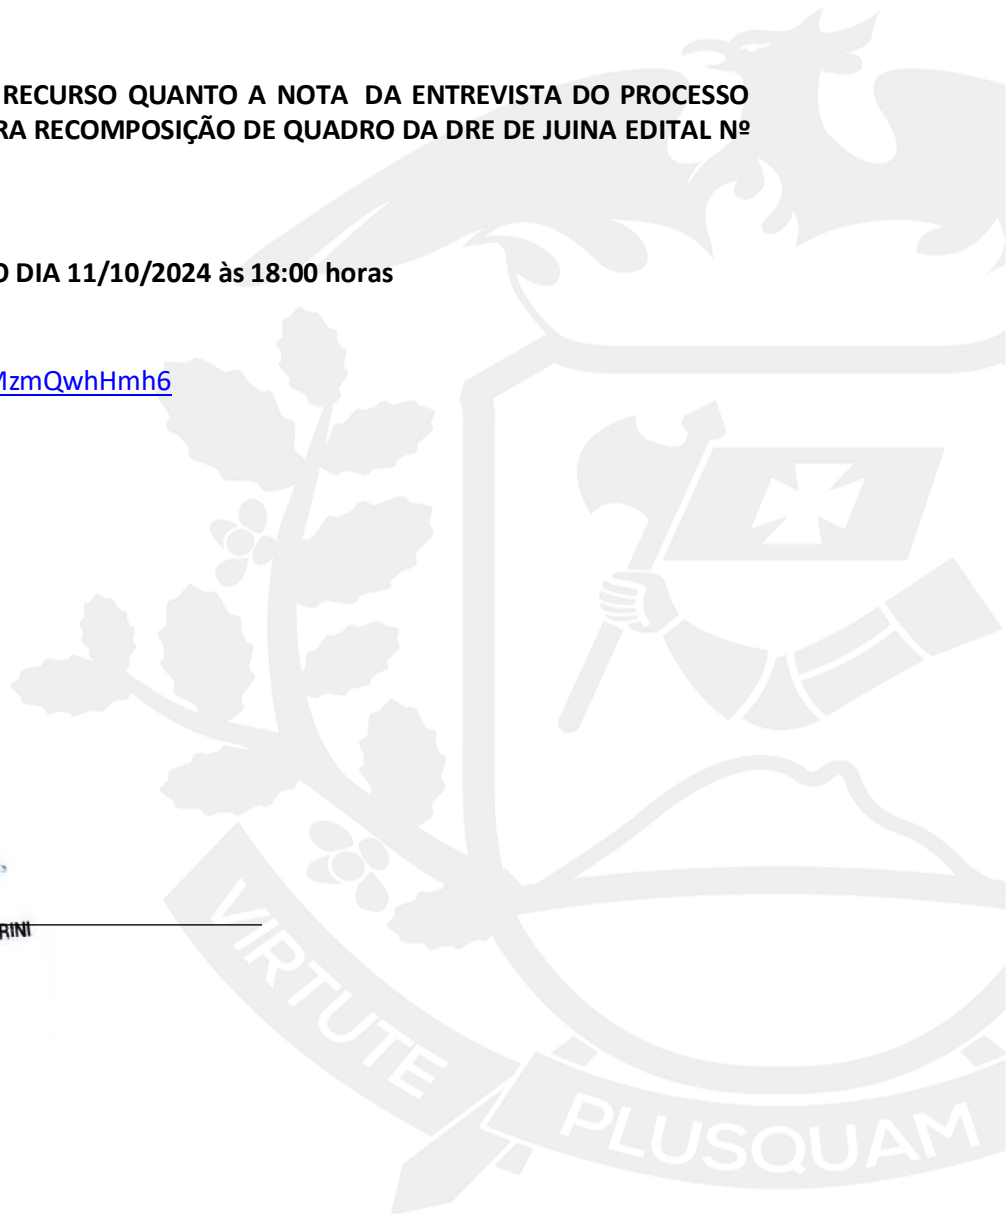 RECURSO QUANTO A NOTA DA ENTREVISTA DO PROCESSO
RA RECOMPOSIÇÃO DE QUADRO DA DRE DE JUINA EDITAL Nº
O DIA 11/10/2024 às 18:00 horas
MzmQwhHmh6
RINI
VIRTUTE PLUSQUAM